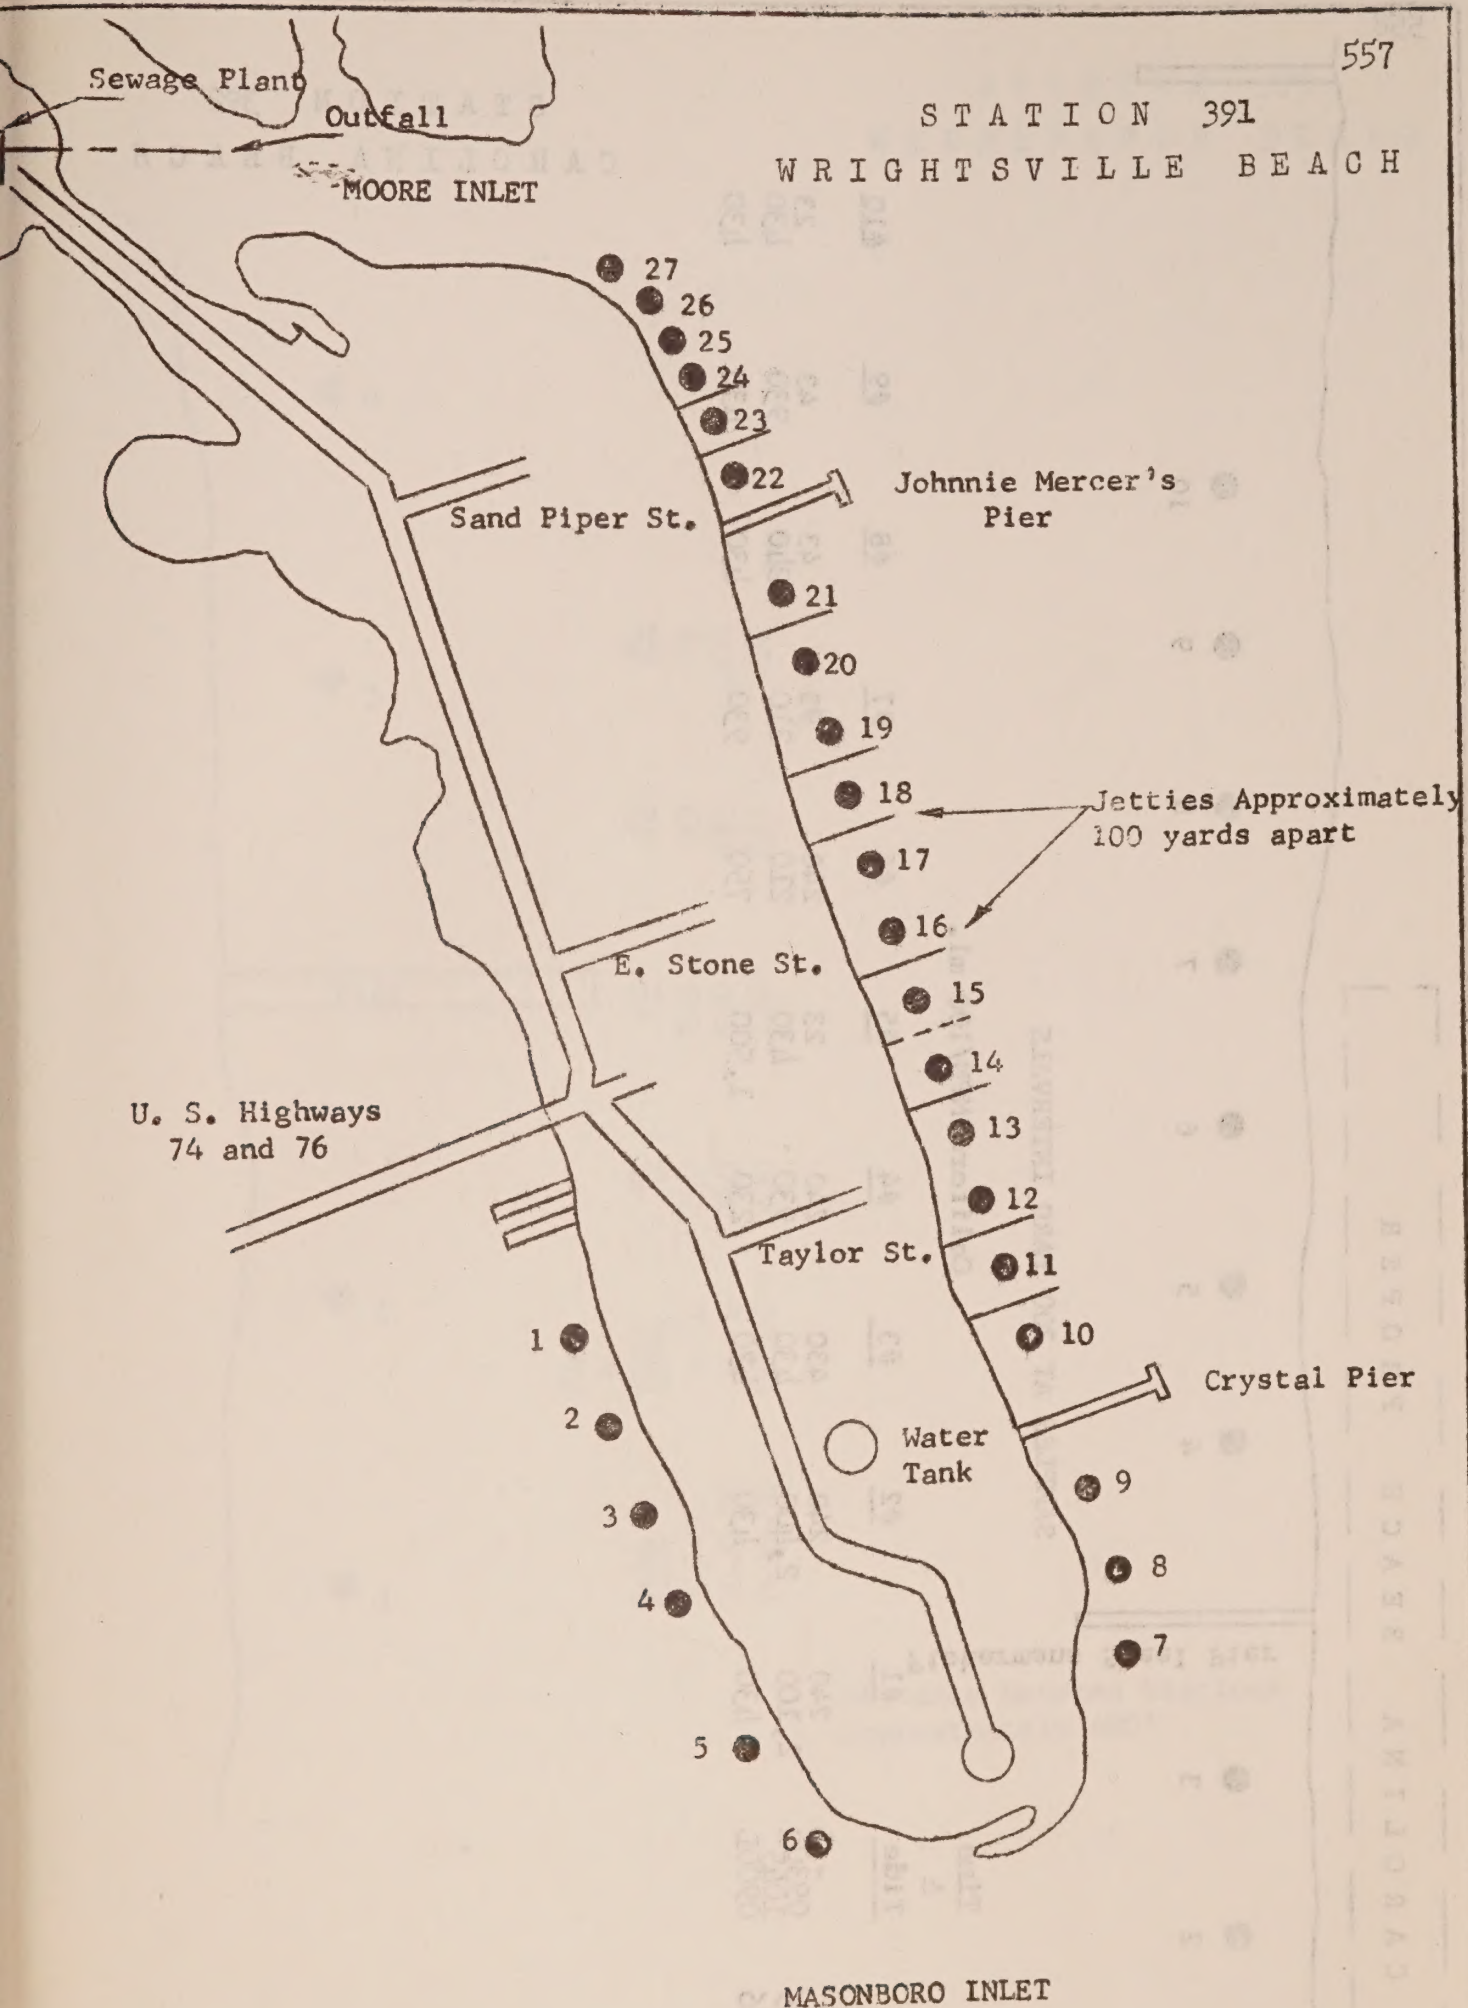 557
STATION 391
WRIGHTSVILLE BEACH
Sewage Plant
Outfall
MOORE INLET
27
26
25
24
23
22
Johnnie Mercer's
Pier
Sand Piper St.
21
20
19
18
Jetties Approximately
100 yards apart
17
16
E. Stone St.
15
14
U. S. Highways
74 and 76
13
12
Taylor St.
11
10
1
Crystal Pier
2
Water
Tank
9
3
8
4
7
5
6
MASONBORO INLET